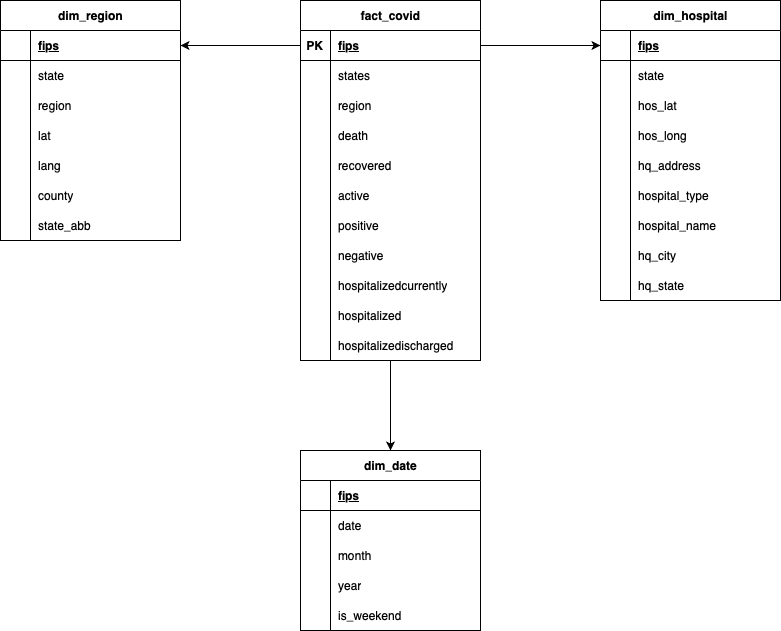 dim_region
fips
state
region
lat
lang
county
state_abb
fact_covid
PK fips
states
region
death
recovered
active
positive
negative
hospitalizedcurrently
hospitalized
hospitalizedischarged
dim_hospital
fips
state
hos_lat
hos_long
hq_address
hospital_type
hospital_name
hq_city
hq_state
dim_date
fips
date
month
year
is_weekend